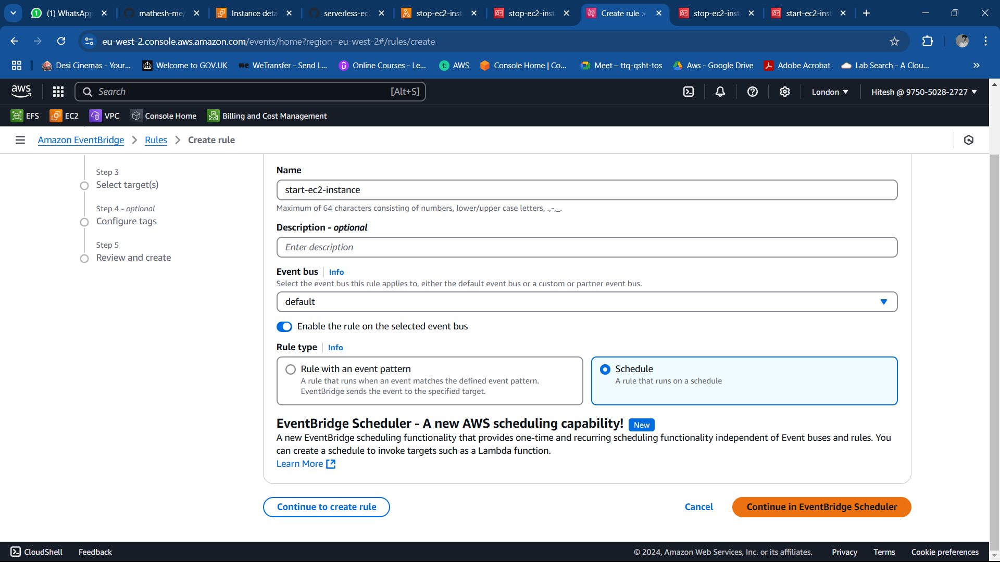 (1) WhatsApp
mathesh-me/
Instance deta
serverless-ec2
stop-ec2-inst
stop-ec2-inst
Create rule >
stop-ec2-inst
start-ec2-inst
eu-west-2.console.aws.amazon.com/events/home?region=eu-west-2#/rules/create
Desi Cinemas - Your...
Welcome to GOV.UK
we WeTransfer - Send L...
Online Courses - Le...
t: AWS
Console Home | Co...
Meet – ttq-qsht-tos
Aws - Google Drive
Adobe Acrobat
Lab Search - A Clou...
aws
Search [Alt+S]
London
Hitesh @ 9750-5028-2727
EFS
EC2
VPC
Console Home
Billing and Cost Management
Amazon EventBridge > Rules > Create rule
Step 3
Select target(s)
Step 4 - optional
Configure tags
Step 5
Review and create
Name
start-ec2-instance
Maximum of 64 characters consisting of numbers, lower/upper case letters, .,-,_.
Description - optional
Enter description
Event bus Info
Select the event bus this rule applies to, either the default event bus or a custom or partner event bus.
default
Enable the rule on the selected event bus
Rule type Info
Rule with an event pattern
A rule that runs when an event matches the defined event pattern.
EventBridge sends the event to the specified target.
Schedule
A rule that runs on a schedule
EventBridge Scheduler - A new AWS scheduling capability! New
A new EventBridge scheduling functionality that provides one-time and recurring scheduling functionality independent of Event buses and rules. You
can create a schedule to invoke targets such as a Lambda function.
Learn More
Continue to create rule
Cancel
Continue in EventBridge Scheduler
CloudShell
Feedback
© 2024, Amazon Web Services, Inc. or its affiliates.
Privacy
Terms
Cookie preferences